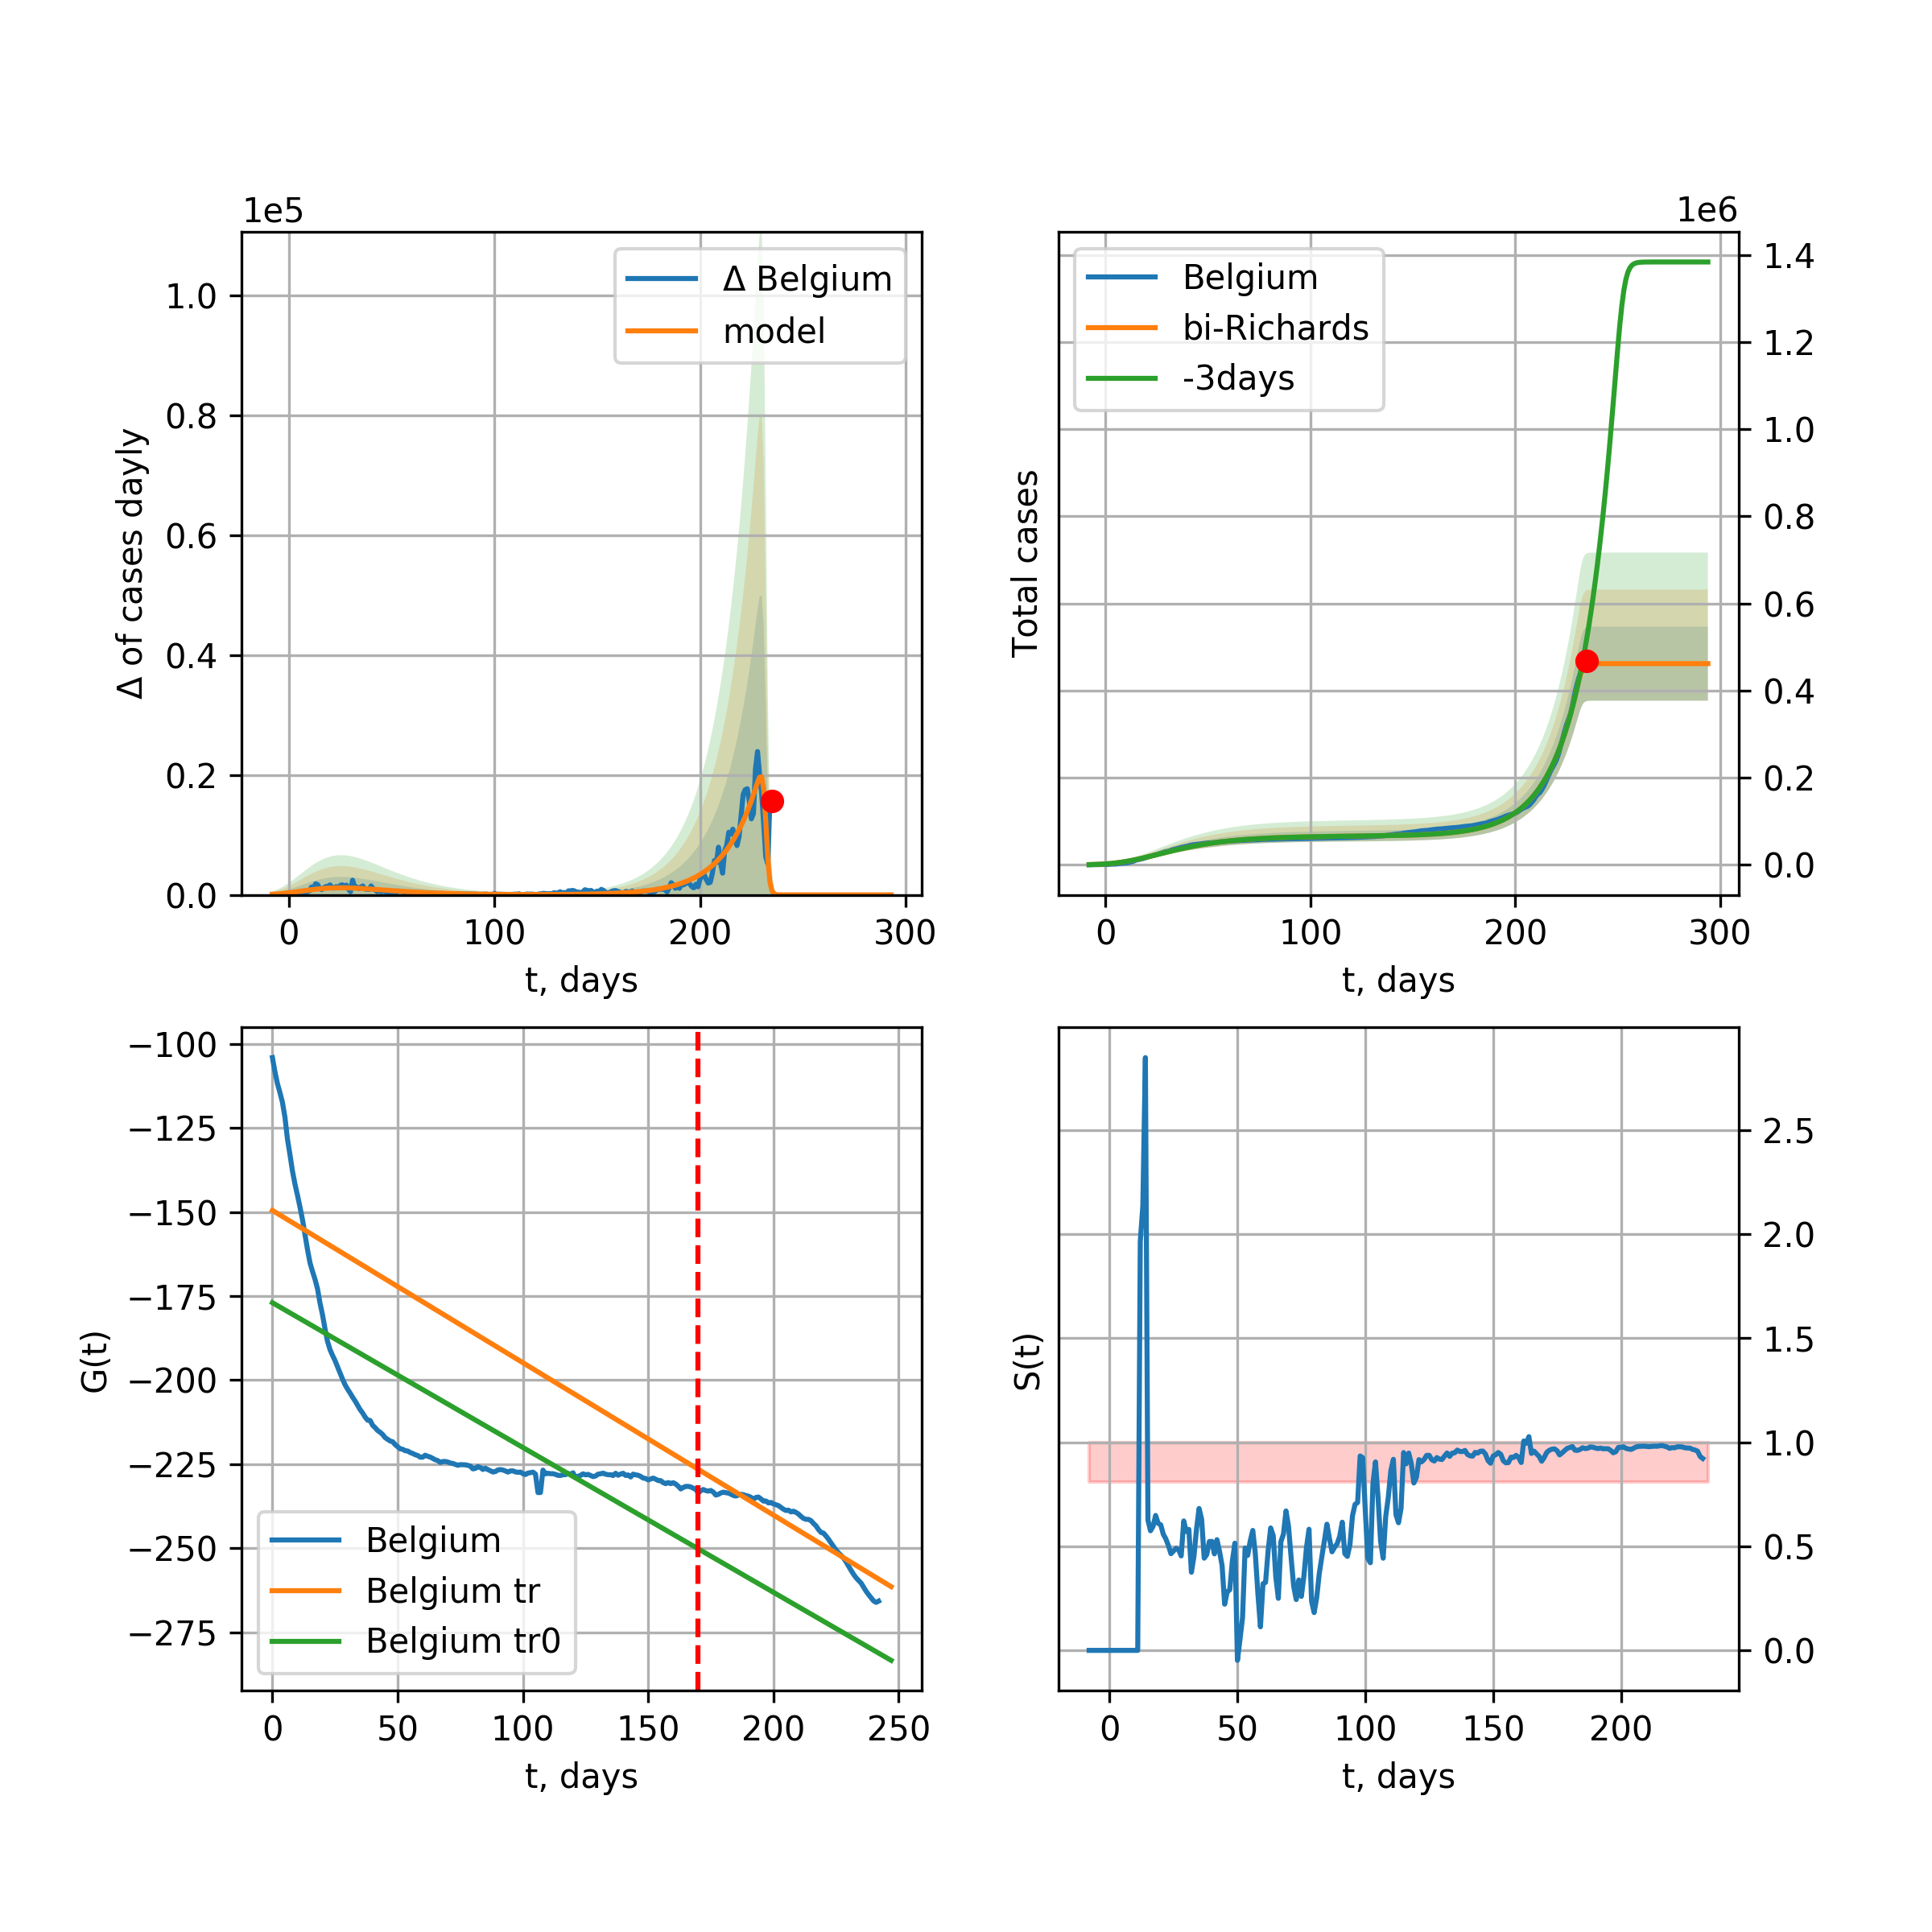 1e5
Δ Belgium
model
1.0
0.8
0.6
0.4
0.2
0.0
Δ of cases dayly
0 100 200 300
t, days
1e6
Belgium
bi-Richards
-3days
1.4
1.2
1.0
0.8
0.6
0.4
0.2
0.0
Total cases
0 100 200 300
t, days
−100
−125
−150
−175
−200
−225
−250
−275
G(t)
Belgium
Belgium tr
Belgium tr0
0 50 100 150 200 250
t, days
2.5
2.0
1.5
1.0
0.5
0.0
S(t)
0 50 100 150 200
t, days